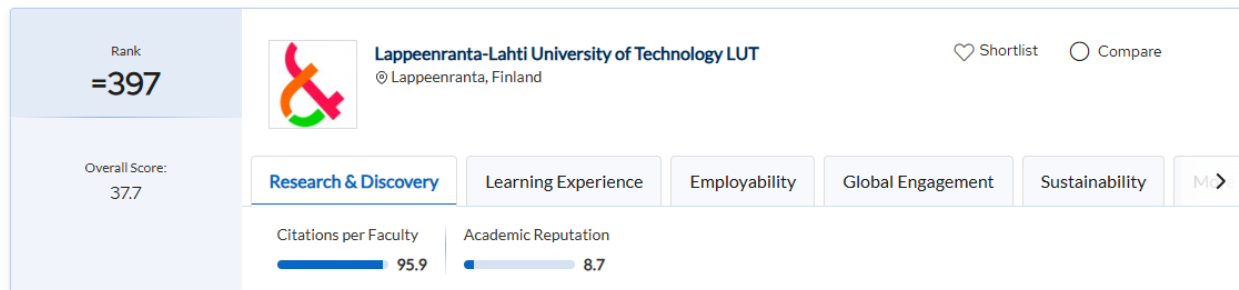 Rank
=397
Overall Score:
37.7
Lappeenranta-Lahti University of Technology LUT
Lappeenranta, Finland
Shortlist
Compare
Research & Discovery
Learning Experience
Employability
Global Engagement
Sustainability
Citations per Faculty
95.9
Academic Reputation
8.7